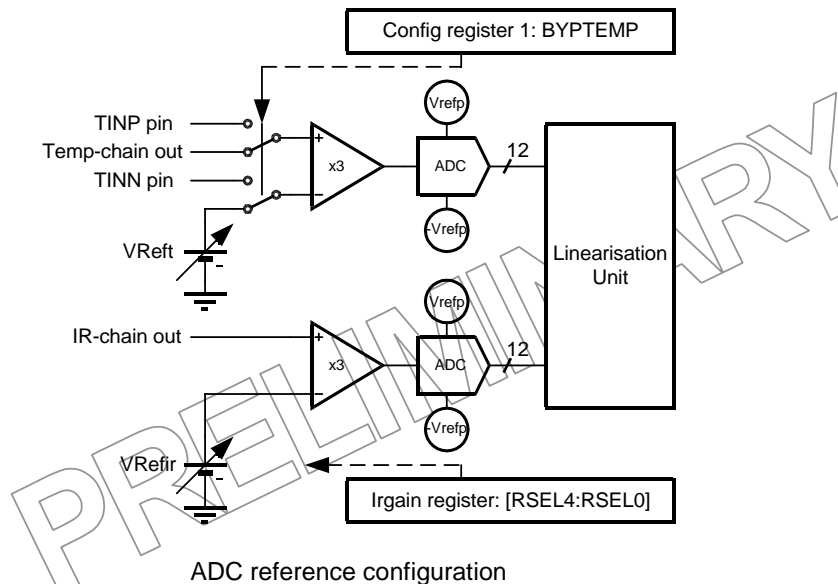 Config register 1: BYPTEMP
TINP pin
Temp-chain out
TINN pin
VReft
-
+
-
x3
Vrefp
ADC
-Vrefp
12
Linearisation
Unit
IR-chain out
VRefir
-
+
-
x3
Vrefp
ADC
-Vrefp
12
Irgain register: [RSEL4:RSEL0]
PRELIMINARY
ADC reference configuration